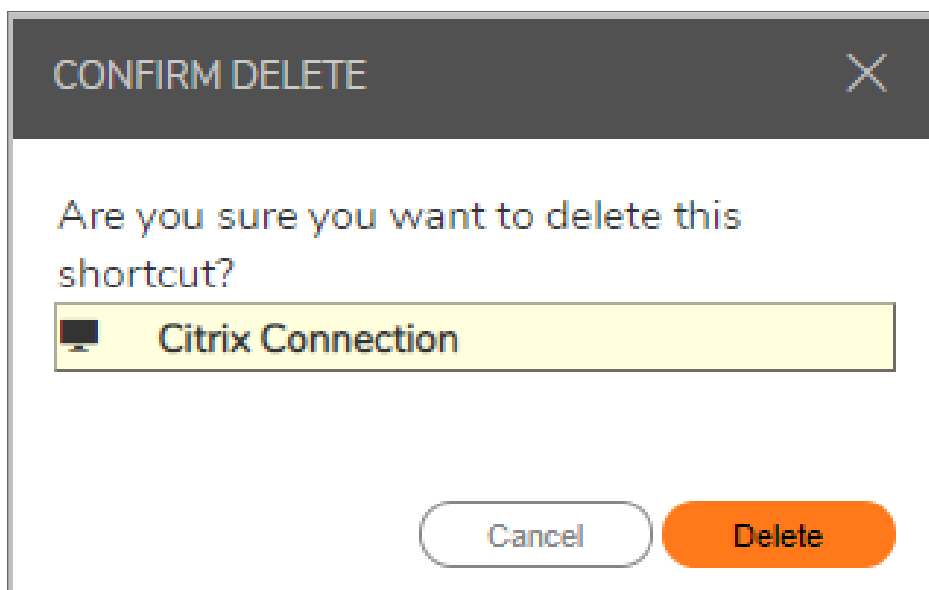 CONFIRM DELETE
Are you sure you want to delete this
shortcut?
Citrix Connection
Cancel
Delete